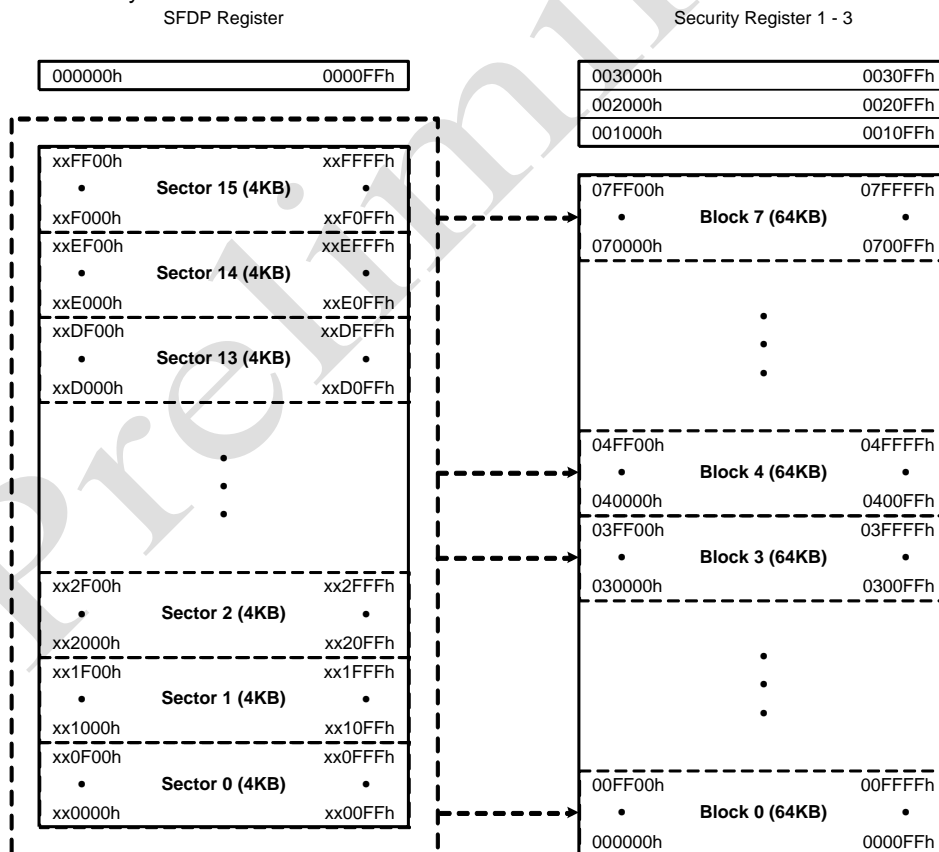 SFDP Register
Security Register 1 - 3
000000h 0000FFh
003000h 0030FFh
002000h 0020FFh
001000h 0010FFh
xxFF00h xxFFFFh
• Sector 15 (4KB) •
xxF000h xxF0FFh
xxEF00h xxEFFFh
• Sector 14 (4KB) •
xxE000h xxE0FFh
xxDF00h xxDFFFh
• Sector 13 (4KB) •
xxD000h xxD0FFh
•
•
•
xx2F00h xx2FFFh
• Sector 2 (4KB) •
xx2000h xx20FFh
xx1F00h xx1FFFh
• Sector 1 (4KB) •
xx1000h xx10FFh
xx0F00h xx0FFFh
• Sector 0 (4KB) •
xx0000h xx00FFh
07FF00h 07FFFFh
• Block 7 (64KB) •
070000h 0700FFh
•
•
•
04FF00h 04FFFFh
• Block 4 (64KB) •
040000h 0400FFh
03FF00h 03FFFFh
• Block 3 (64KB) •
030000h 0300FFh
•
•
•
00FF00h 00FFFFh
• Block 0 (64KB) •
000000h 0000FFh
Prelimin